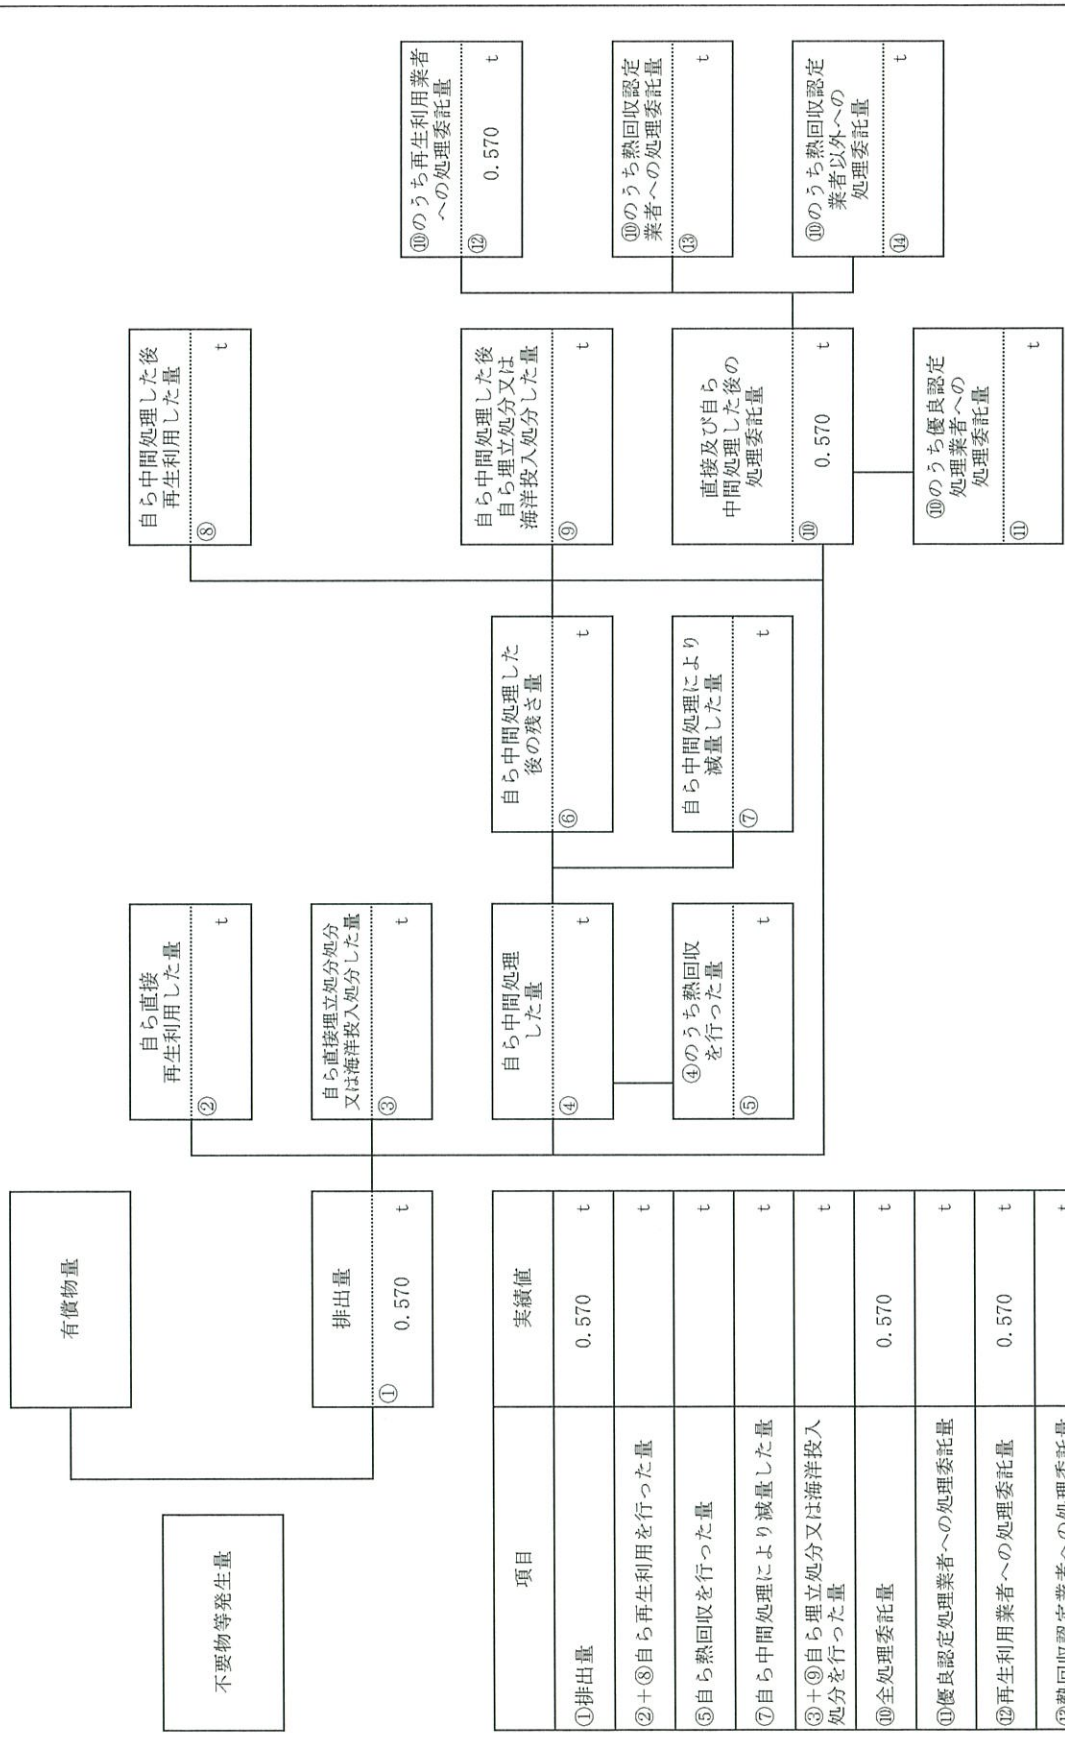 不要物等発生量
有償物量
排出量
① 0.570 t
自ら直接
再生利用した量
② t
自ら直接埋立処分処分
又は海洋投入処分した量
③ t
自ら中間処理
した量
④ t
④のうち熱回収
を行った量
⑤ t
自ら中間処理した
後の残さ量
⑥ t
自ら中間処理により
減量した量
⑦ t
自ら中間処理した後
再生利用した量
⑧ t
自ら中間処理した後
自ら埋立処分又は
海洋投入処分した量
⑨ t
直接及び自ら
中間処理した後の
処理委託量
⑩ 0.570 t
⑩のうち優良認定
処理業者への
処理委託量
⑪ t
⑩のうち再生利用業者
への処理委託量
⑫ 0.570 t
⑩のうち熱回収認定
業者への処理委託量
⑬ t
⑩のうち熱回収認定
業者以外への
処理委託量
⑭ t
項目 実績値
①排出量 0.570 t
②+⑧自ら再生利用を行った量 t
⑤自ら熱回収を行った量 t
⑦自ら中間処理により減量した量 t
③+⑨自ら埋立処分又は海洋投入
処分を行った量 t
⑩全処理委託量 0.570 t
⑪優良認定処理業者への処理委託量 t
⑫再生利用業者への処理委託量 0.570 t
⑬熱回収認定業者への処理委託量 t